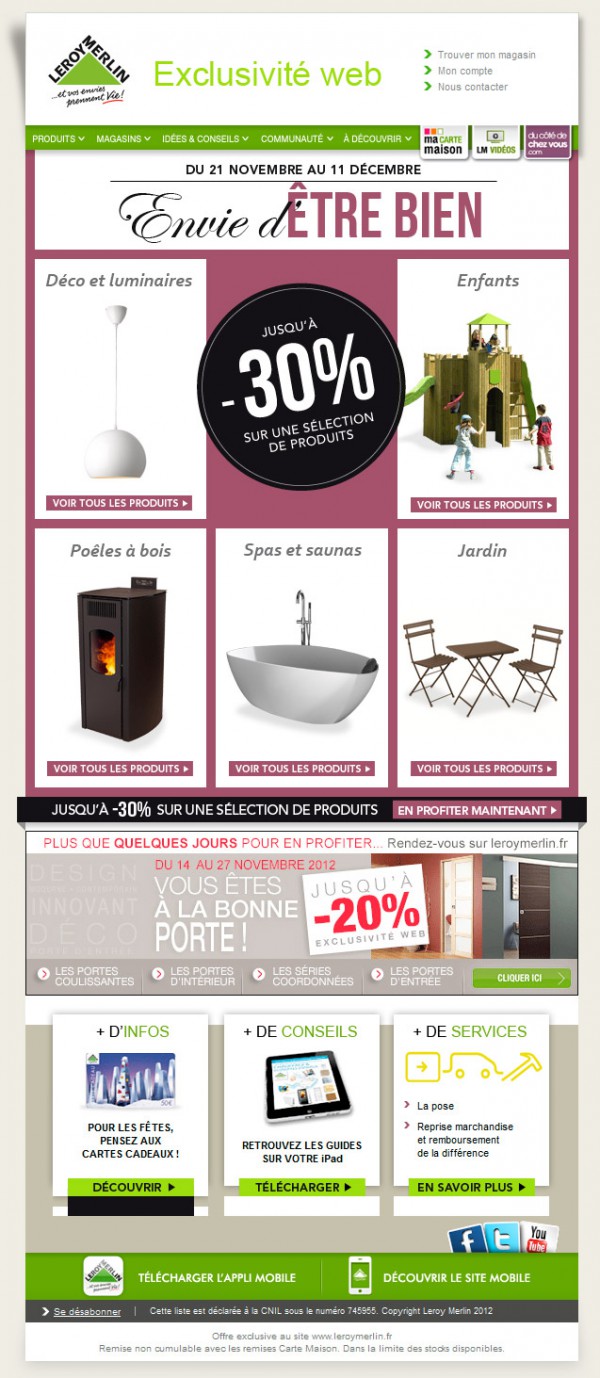 LEROY MERLIN
...et vos envies
prennent Vie !
Exclusivité web
Trouver mon magasin
Mon compte
Nous contacter
PRODUITS
MAGASINS
IDÉES & CONSEILS
COMMUNAUTÉ
À DÉCOUVRIR
ma CARTE
maison
LM VIDÉOS
du côté de
chez vous
.com
DU 21 NOVEMBRE AU 11 DÉCEMBRE
Envie d'ÊTRE BIEN
Déco et luminaires
VOIR TOUS LES PRODUITS
JUSQU'À
- 30%
SUR UNE SÉLECTION
DE PRODUITS
Enfants
VOIR TOUS LES PRODUITS
Poêles à bois
VOIR TOUS LES PRODUITS
Spas et saunas
VOIR TOUS LES PRODUITS
Jardin
VOIR TOUS LES PRODUITS
JUSQU'À -30% SUR UNE SÉLECTION DE PRODUITS
EN PROFITER MAINTENANT
PLUS QUE QUELQUES JOURS POUR EN PROFITER... Rendez-vous sur leroymerlin.fr
DESIGN
INNOVANT
DÉCO
DU 14 AU 27 NOVEMBRE 2012
VOUS ÊTES
À LA BONNE
PORTE !
JUSQU'À
-20%
EXCLUSIVITÉ WEB
LES PORTES
COULISSANTES
LES PORTES
D'INTÉRIEUR
LES SÉRIES
COORDONNÉES
LES PORTES
D'ENTRÉE
CLIQUER ICI
+ D'INFOS
50€
POUR LES FÊTES,
PENSEZ AUX
CARTES CADEAUX !
DÉCOUVRIR
+ DE CONSEILS
RETROUVEZ LES GUIDES
SUR VOTRE iPad
TÉLÉCHARGER
+ DE SERVICES
La pose
Reprise marchandise
et remboursement
de la différence
EN SAVOIR PLUS
f
t
You
Tube
LEROY MERLIN
TÉLÉCHARGER L'APPLI MOBILE
DÉCOUVRIR LE SITE MOBILE
Se désabonner
Cette liste est déclarée à la CNIL sous le numéro 745955. Copyright Leroy Merlin 2012
Offre exclusive au site www.leroymerlin.fr
Remise non cumulable avec les remises Carte Maison. Dans la limite des stocks disponibles.